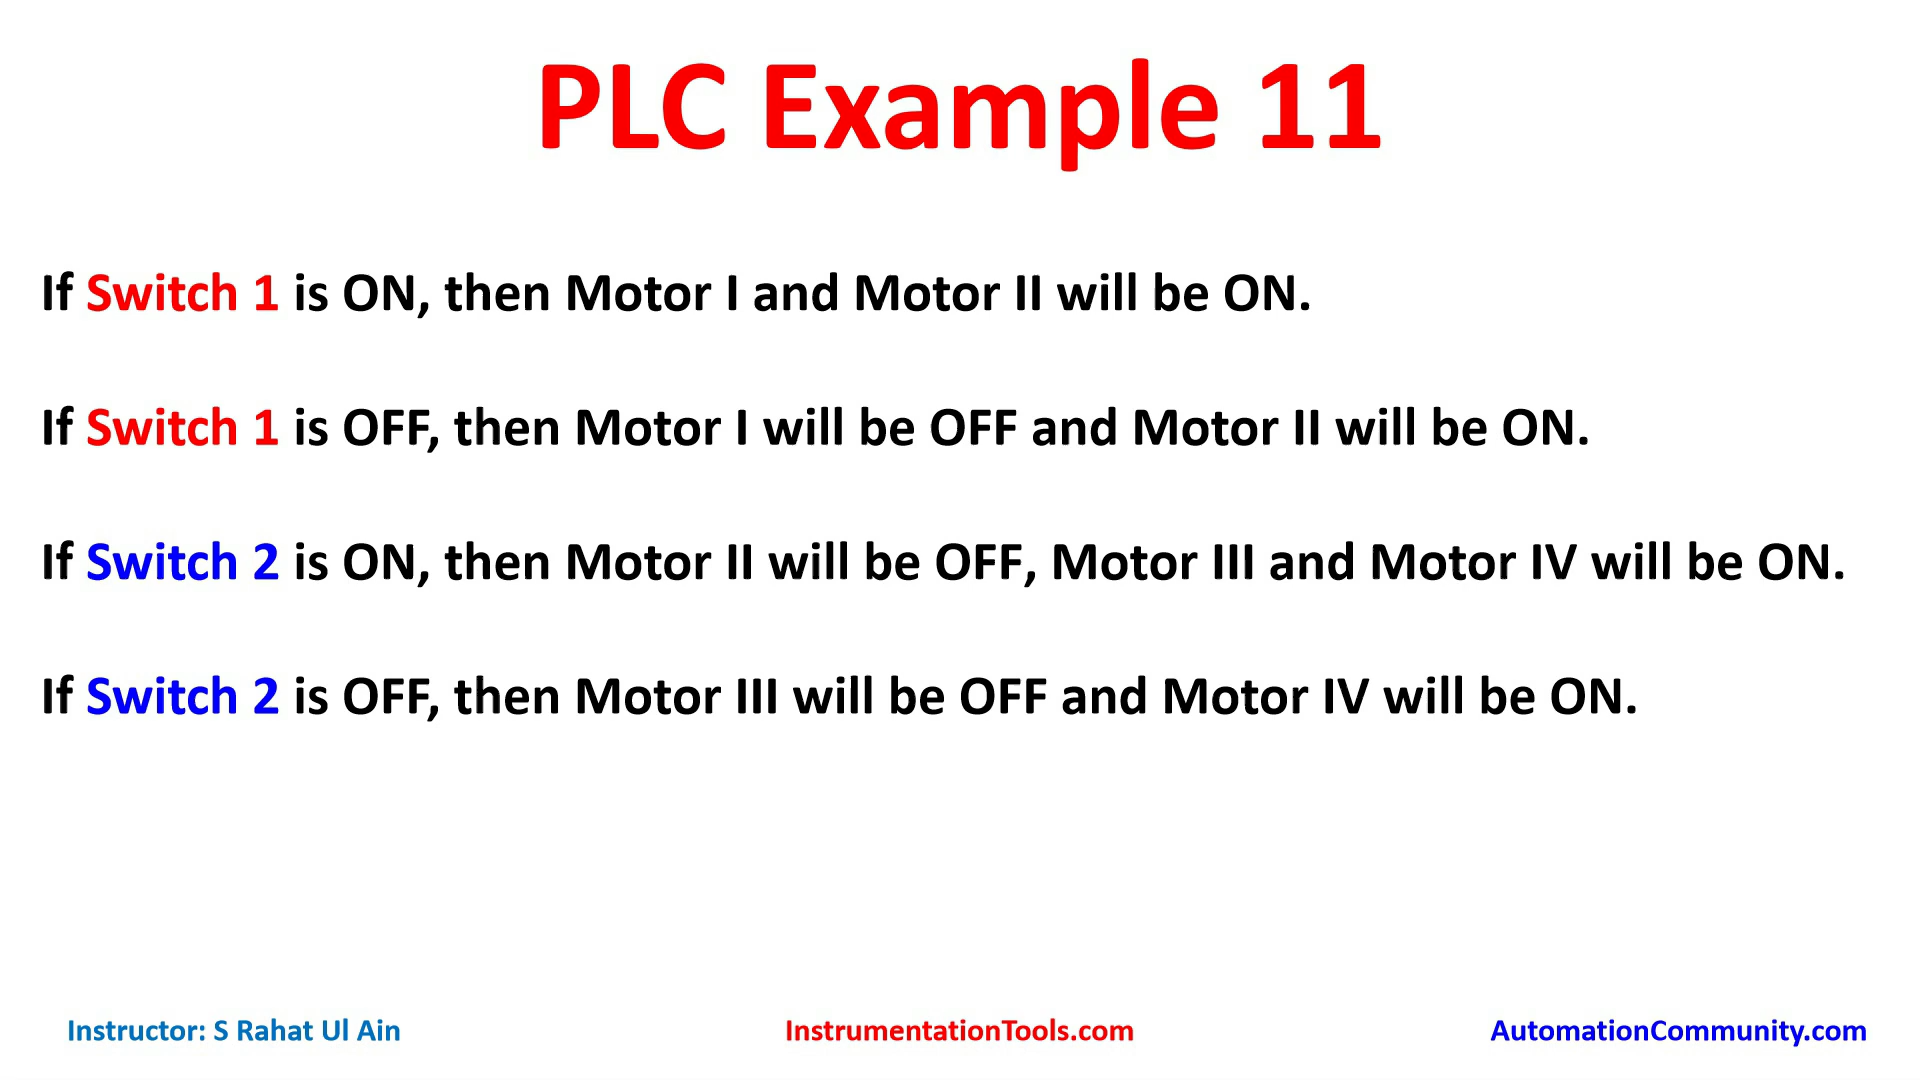 PLC Example 11
If Switch 1 is ON, then Motor I and Motor II will be ON.
If Switch 1 is OFF, then Motor I will be OFF and Motor II will be ON.
If Switch 2 is ON, then Motor II will be OFF, Motor III and Motor IV will be ON.
If Switch 2 is OFF, then Motor III will be OFF and Motor IV will be ON.
Instructor: S Rahat Ul Ain
InstrumentationTools.com
AutomationCommunity.com